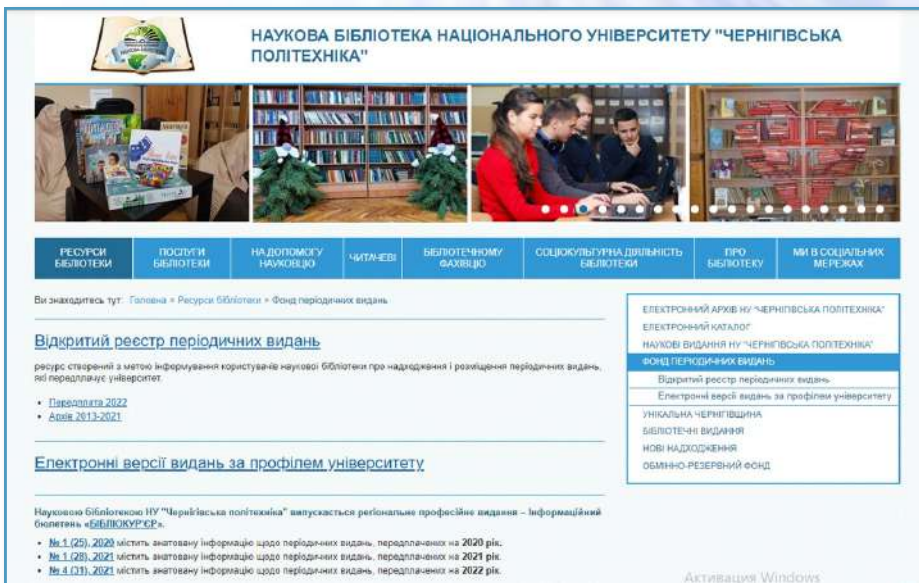 НАУКОВА БІБЛІОТЕКА НАЦІОНАЛЬНОГО УНІВЕРСИТЕТУ "ЧЕРНІГІВСЬКА
ПОЛІТЕХНІКА"
РЕСУРСИ
БІБЛІОТЕКИ
ПОСЛУГИ
БІБЛІОТЕКИ
НА ДОПОМОГУ
НАУКОВЦЮ
ЧИТАЧЕВІ
БІБЛІОТЕЧНОМУ
ФАХІВЦЮ
СОЦІОКУЛЬТУРНА ДІЯЛЬНІСТЬ
БІБЛІОТЕКИ
ПРО
БІБЛІОТЕКУ
МИ В СОЦІАЛЬНИХ
МЕРЕЖАХ
Ви знаходитесь тут: Головна » Ресурси бібліотеки » Фонд періодичних видань
Відкритий реєстр періодичних видань
ресурс створений з метою інформування користувачів наукової бібліотеки про надходження і розміщення періодичних видань,
які передплачує університет.
• Передплата 2022
• Архів 2013-2021
Електронні версії видань за профілем університету
Науковою бібліотекою НУ "Чернігівська політехніка" випускається регіональне професійне видання – Інформаційний
бюлетень «БІБЛІОКУР'ЄР».
• № 1 (25), 2020 містить анатовану інформацію щодо періодичних видань, передплачених на 2020 рік.
• № 1 (28), 2021 містить анатовану інформацію щодо періодичних видань, передплачених на 2021 рік.
• № 4 (31), 2021 містить анатовану інформацію щодо періодичних видань, передплачених на 2022 рік.
ЕЛЕКТРОННИЙ АРХІВ НУ "ЧЕРНІГІВСЬКА ПОЛІТЕХНІКА"
ЕЛЕКТРОННИЙ КАТАЛОГ
НАУКОВІ ВИДАННЯ НУ "ЧЕРНІГІВСЬКА ПОЛІТЕХНІКА"
ФОНД ПЕРІОДИЧНИХ ВИДАНЬ
Відкритий реєстр періодичних видань
Електронні версії видань за профілем університету
УНІКАЛЬНА ЧЕРНІГІВЩИНА
БІБЛІОТЕЧНІ ВИДАННЯ
НОВІ НАДХОДЖЕННЯ
ОБМІННО-РЕЗЕРВНИЙ ФОНД
Активация Windows